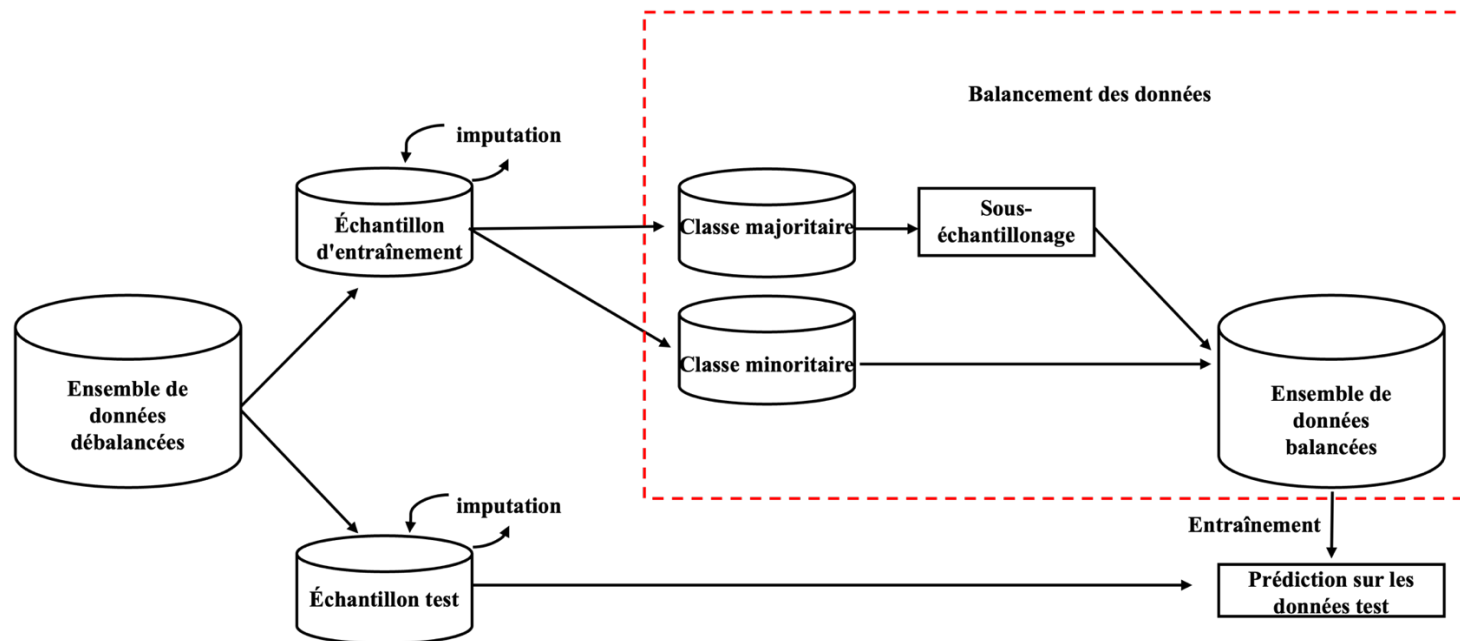 Balancement des données
imputation
Échantillon
d'entraînement
Classe majoritaire
Sous-
échantillonage
Classe minoritaire
Ensemble de
données
débalancées
Ensemble de
données
balancées
imputation
Échantillon test
Entraînement
Prédiction sur les
données test